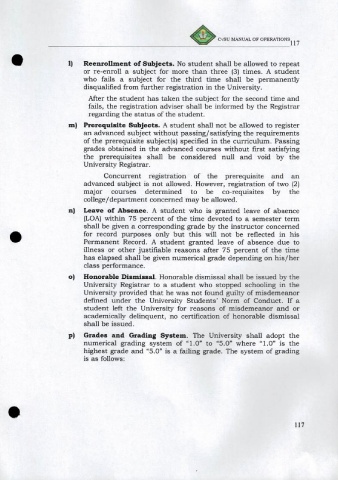 CvSU MANUAL OF OPERATIONS 117
l) Reenrollment of Subjects. No student shall be allowed to repeat
or re-enroll a subject for more than three (3) times. A student
who fails a subject for the third time shall be permanently
disqualified from further registration in the University.
After the student has taken the subject for the second time and
fails, the registration adviser shall be informed by the Registrar
regarding the status of the student.
m) Prerequisite Subjects. A student shall not be allowed to register
an advanced subject without passing/satisfying the requirements
of the prerequisite subject(s) specified in the curriculum. Passing
grades obtained in the advanced courses without first satisfying
the prerequisites shall be considered null and void by the
University Registrar.
Concurrent registration of the prerequisite and an
advanced subject is not allowed. However, registration of two (2)
major courses determined to be co-requisites by the
college/department concerned may be allowed.
n) Leave of Absence. A student who is granted leave of absence
(LOA) within 75 percent of the time devoted to a semester term
shall be given a corresponding grade by the instructor concerned
for record purposes only but this will not be reflected in his
Permanent Record. A student granted leave of absence due to
illness or other justifiable reasons after 75 percent of the time
has elapsed shall be given numerical grade depending on his/her
class performance.
o) Honorable Dismissal. Honorable dismissal shall be issued by the
University Registrar to a student who stopped schooling in the
University provided that he was not found guilty of misdemeanor
defined under the University Students' Norm of Conduct. If a
student left the University for reasons of misdemeanor and or
academically delinquent, no certification of honorable dismissal
shall be issued.
p) Grades and Grading System. The University shall adopt the
numerical grading system of "1.0" to "5.0" where "1.0" is the
highest grade and "5.0" is a failing grade. The system of grading
is as follows:
117